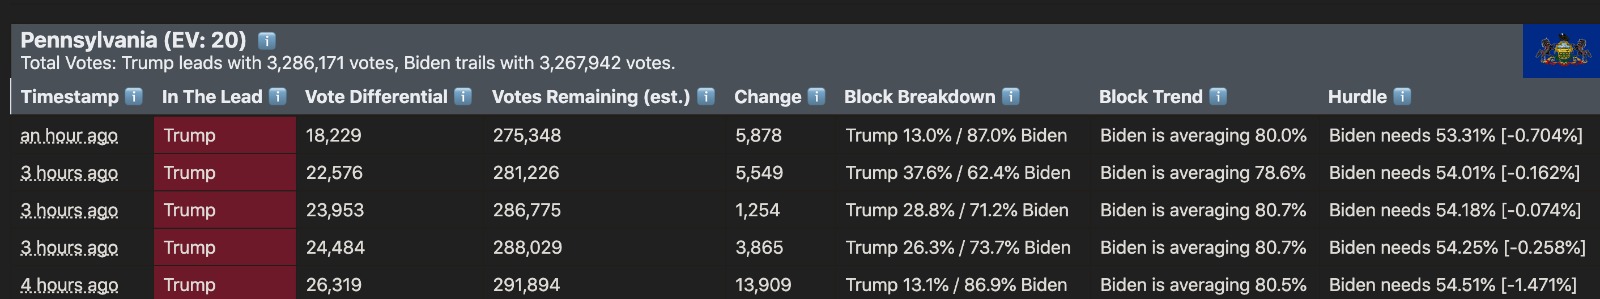 Pennsylvania (EV: 20) i
Total Votes: Trump leads with 3,286,171 votes, Biden trails with 3,267,942 votes.
Timestamp i In The Lead i Vote Differential i Votes Remaining (est.) i Change i Block Breakdown i Block Trend i Hurdle i
an hour ago Trump 18,229 275,348 5,878 Trump 13.0% / 87.0% Biden Biden is averaging 80.0% Biden needs 53.31% [-0.704%]
3 hours ago Trump 22,576 281,226 5,549 Trump 37.6% / 62.4% Biden Biden is averaging 78.6% Biden needs 54.01% [-0.162%]
3 hours ago Trump 23,953 286,775 1,254 Trump 28.8% / 71.2% Biden Biden is averaging 80.7% Biden needs 54.18% [-0.074%]
3 hours ago Trump 24,484 288,029 3,865 Trump 26.3% / 73.7% Biden Biden is averaging 80.7% Biden needs 54.25% [-0.258%]
4 hours ago Trump 26,319 291,894 13,909 Trump 13.1% / 86.9% Biden Biden is averaging 80.5% Biden needs 54.51% [-1.471%]